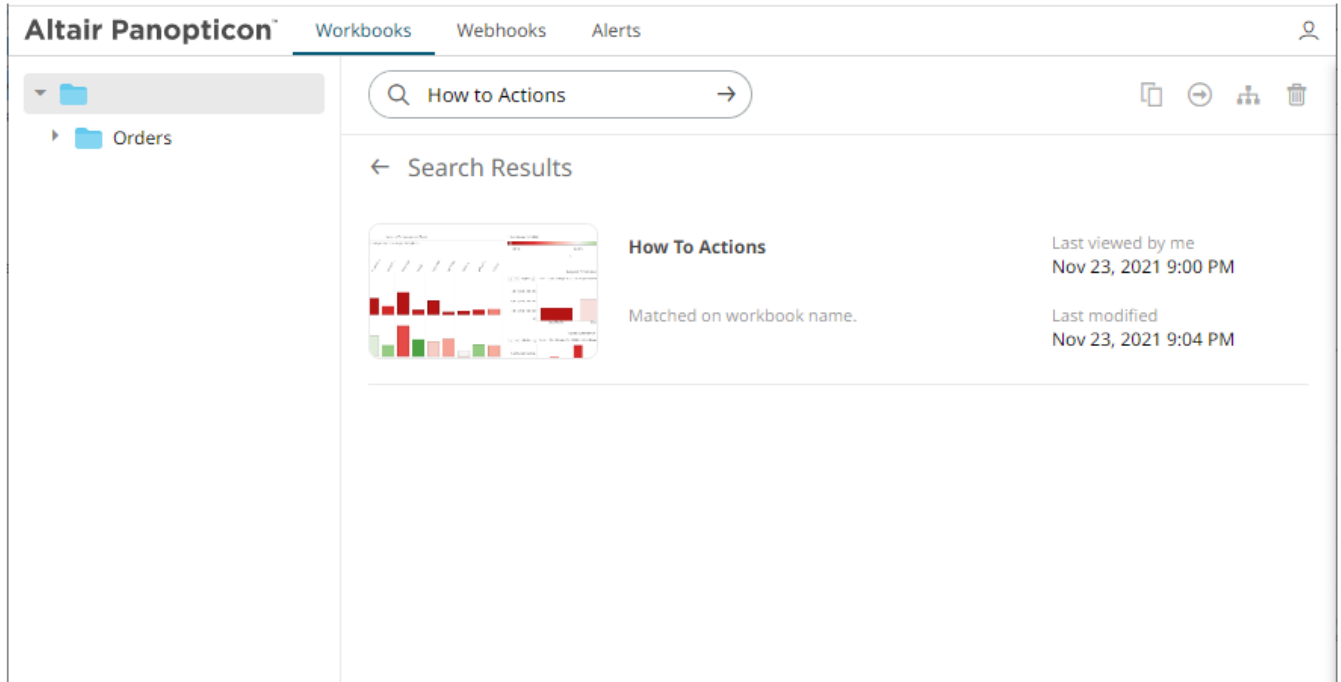 Altair Panopticon™ Workbooks Webhooks Alerts
How to Actions
Orders
Search Results
How To Actions
Last viewed by me
Nov 23, 2021 9:00 PM
Matched on workbook name.
Last modified
Nov 23, 2021 9:04 PM